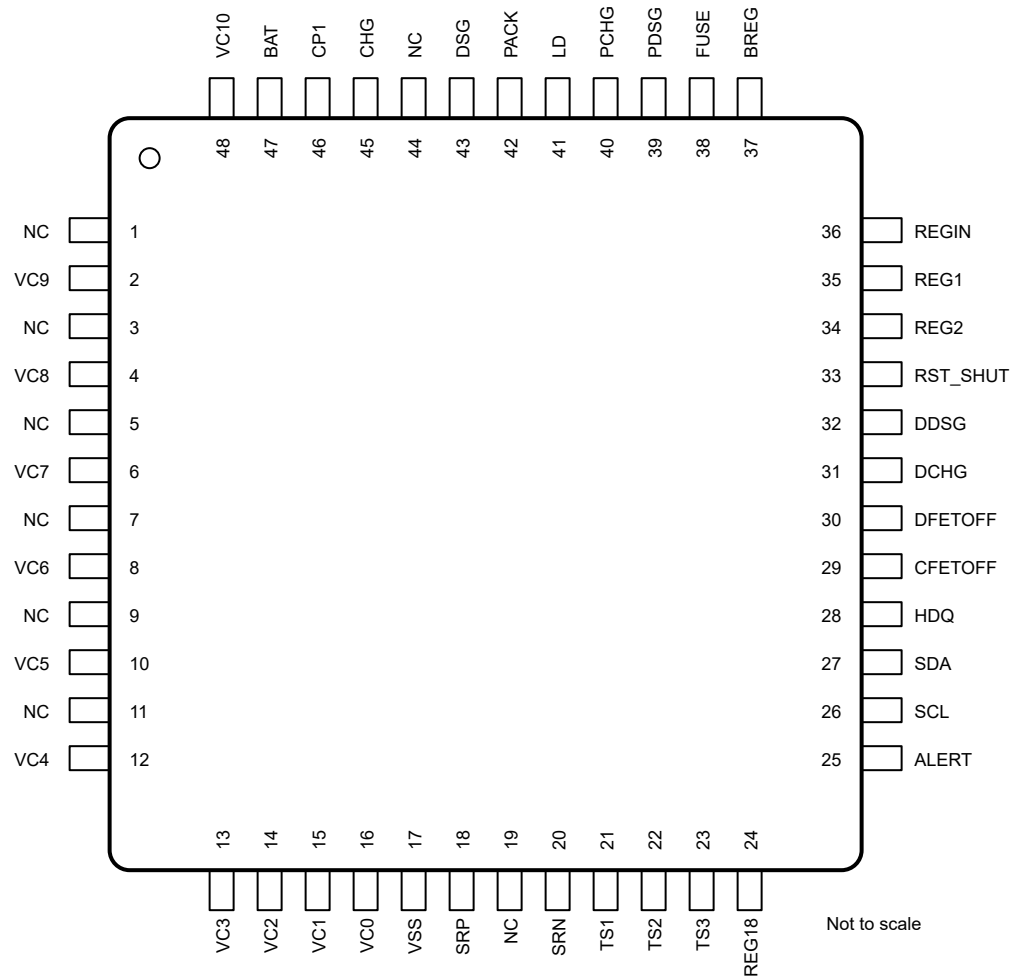 VC10 BAT CP1 CHG NC DSG PACK LD PCHG PDSG FUSE BREG
48 47 46 45 44 43 42 41 40 39 38 37
NC 1 36 REGIN
VC9 2 35 REG1
NC 3 34 REG2
VC8 4 33 RST_SHUT
NC 5 32 DDSG
VC7 6 31 DCHG
NC 7 30 DFETOFF
VC6 8 29 CFETOFF
NC 9 28 HDQ
VC5 10 27 SDA
NC 11 26 SCL
VC4 12 25 ALERT
13 14 15 16 17 18 19 20 21 22 23 24
VC3 VC2 VC1 VC0 VSS SRP NC SRN TS1 TS2 TS3 REG18
Not to scale